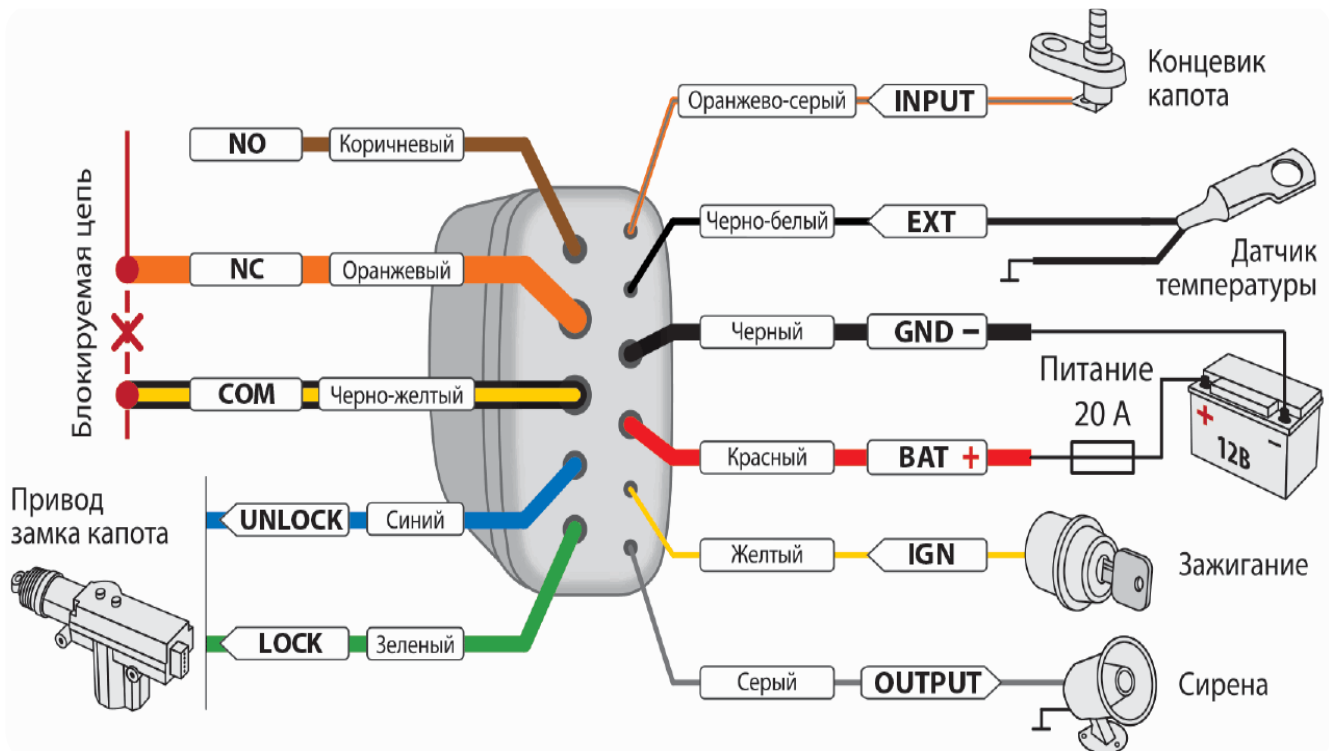 Блокируемая цепь
NO
Коричневый
NC
Оранжевый
COM
Черно-желтый
Привод
замка капота
UNLOCK
Синий
LOCK
Зеленый
Оранжево-серый
INPUT
Концевик
капота
Черно-белый
EXT
Датчик
температуры
Черный
GND –
Питание
20 А
Красный
BAT +
+ –
12В
Желтый
IGN
Зажигание
Серый
OUTPUT
Сирена